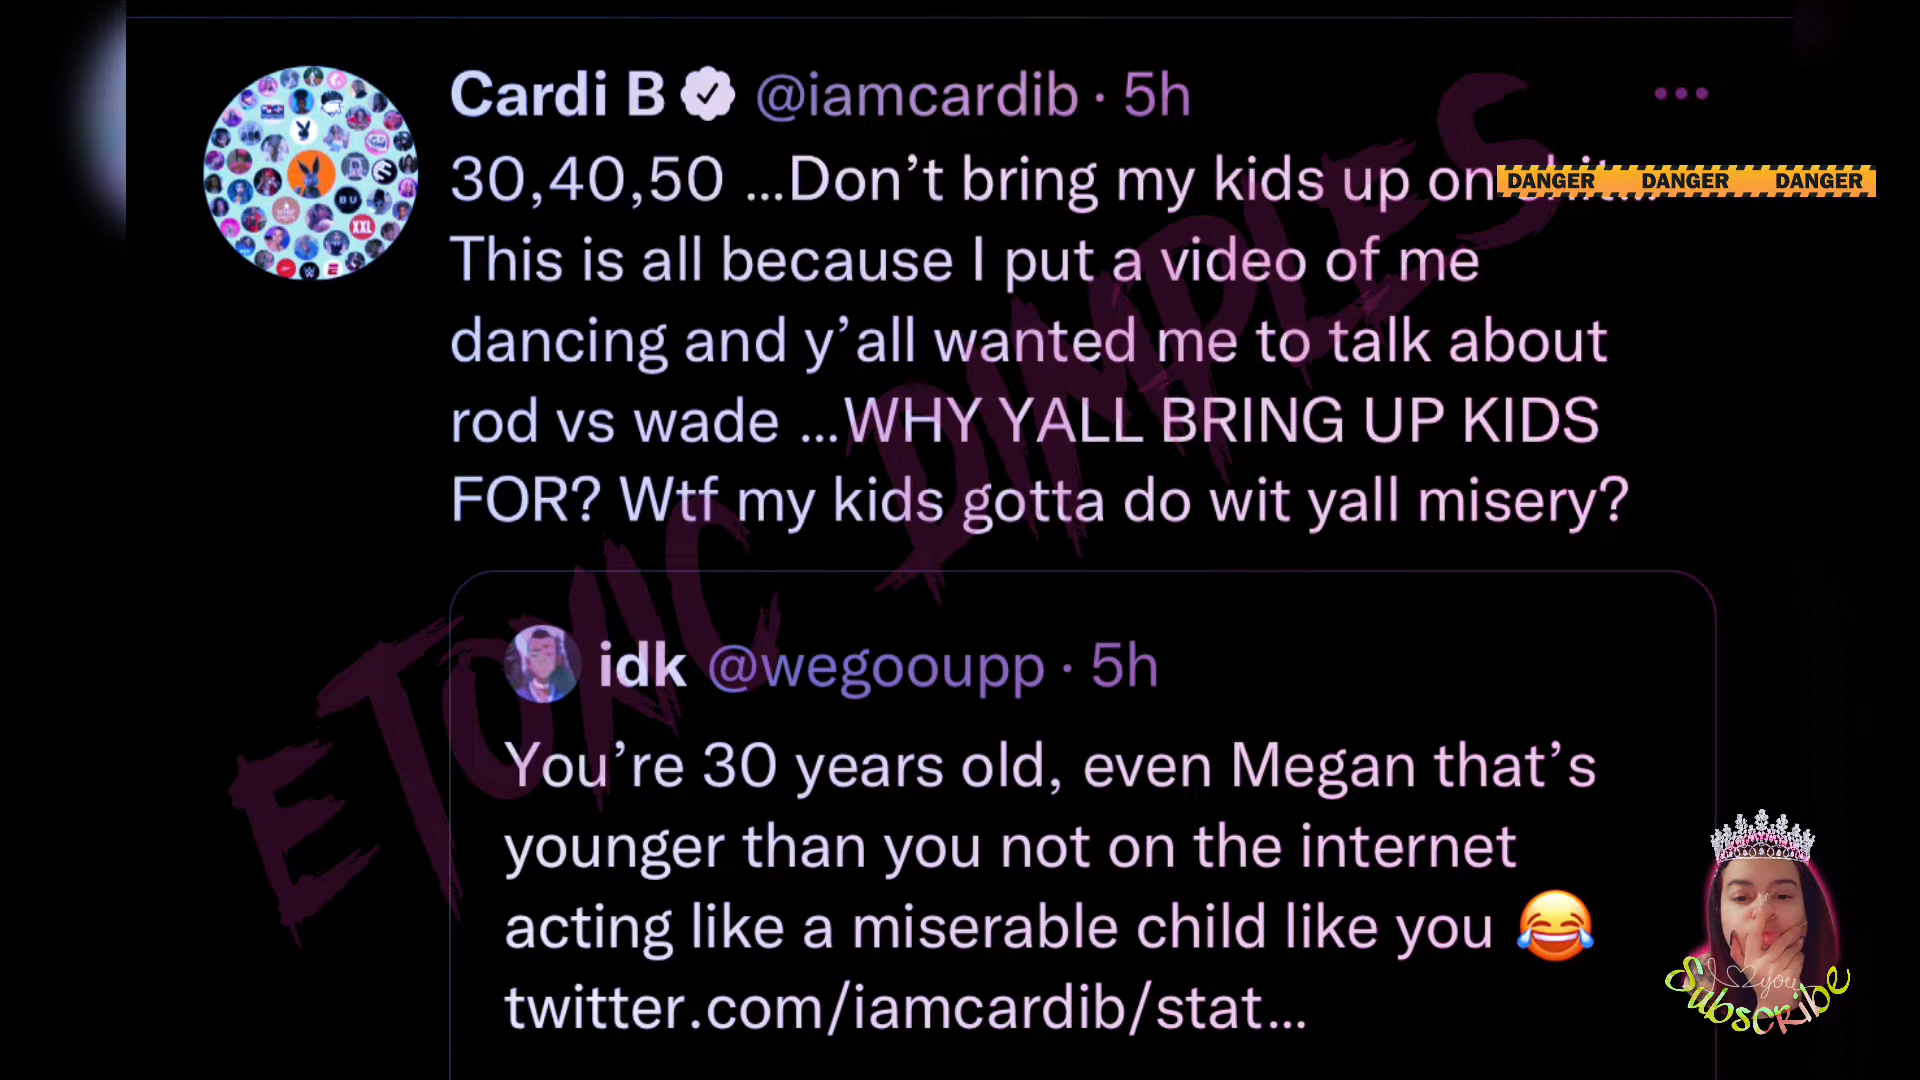 Cardi B @iamcardib · 5h
30,40,50 ...Don't bring my kids up on shit...
DANGER DANGER DANGER
This is all because I put a video of me
dancing and y'all wanted me to talk about
rod vs wade ...WHY YALL BRING UP KIDS
FOR? Wtf my kids gotta do wit yall misery?
ETOXIC DIMPLES
idk @wegooupp · 5h
You're 30 years old, even Megan that's
younger than you not on the internet
acting like a miserable child like you 😂
twitter.com/iamcardib/stat...
I ♡ you
Subscribe
XXL